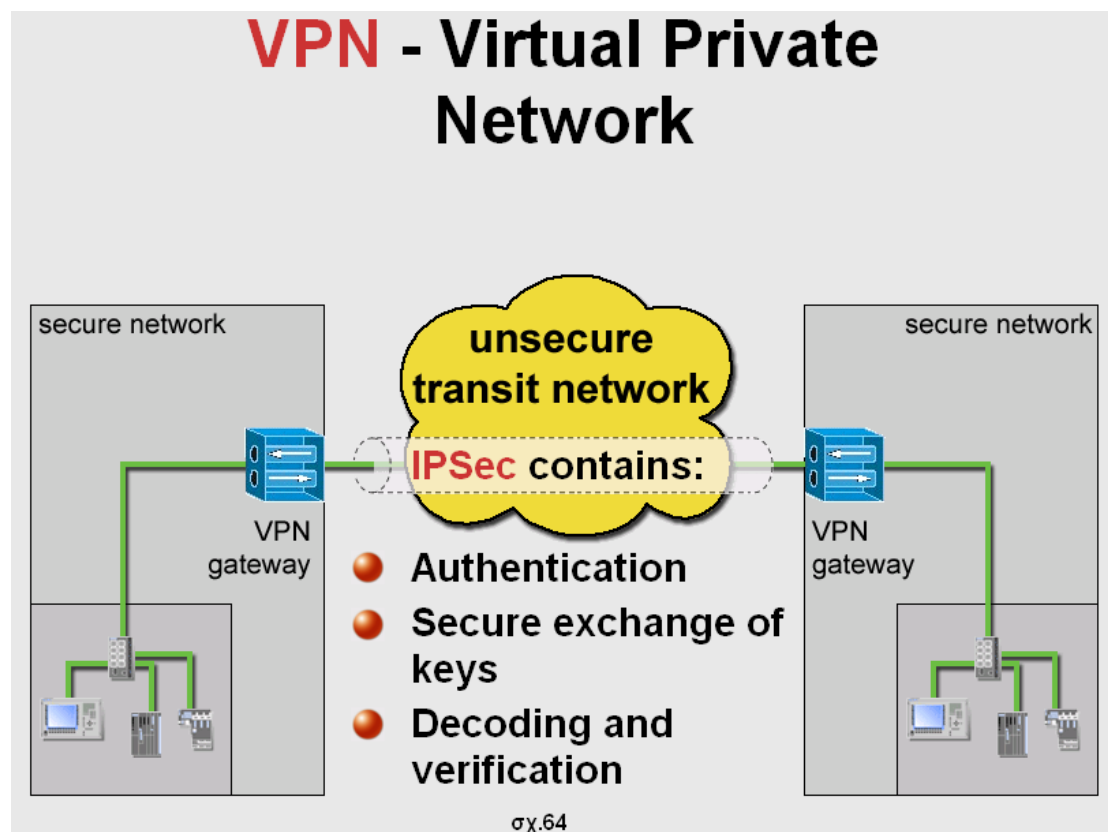 VPN - Virtual Private
Network
secure network
unsecure
transit network
secure network
IPSec contains:
VPN
gateway
VPN
gateway
Authentication
Secure exchange of
keys
Decoding and
verification
σχ.64